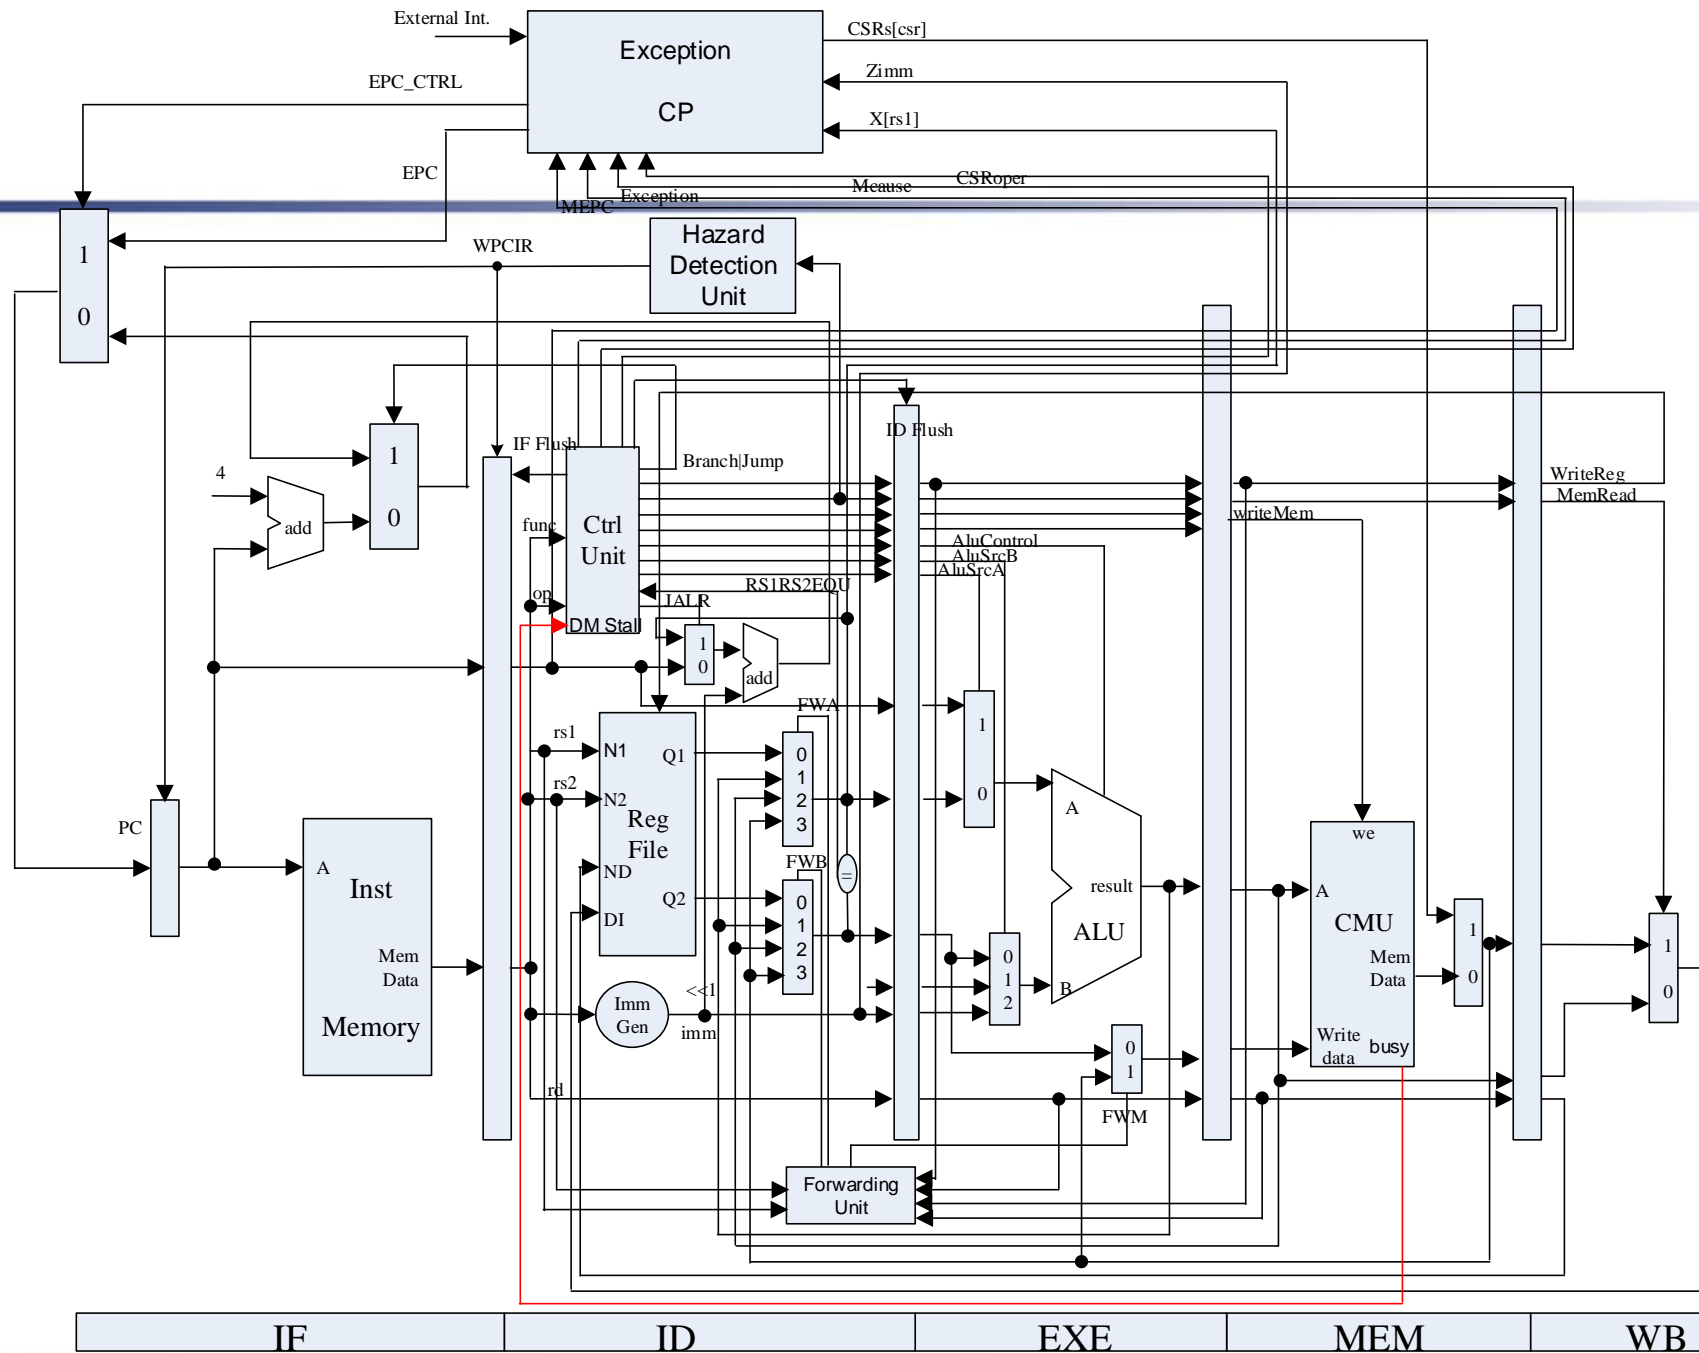 External Int.
CSRs[csr]
Exception
CP
Zimm
EPC_CTRL
X[rs1]
EPC
Mcause
CSRoper
Exception
MEPC
1
0
WPCIR
Hazard
Detection
Unit
IF Flush
ID Flush
Branch|Jump
1
0
4
add
func
Ctrl
Unit
op
DM Stall
WriteReg
MemRead
writeMem
AluControl
AluSrcB
AluSrcA
RS1RS2EQU
JALR
1
0
add
FWA
rs1
N1
Q1
rs2
N2
Reg
File
ND
Q2
DI
0
1
2
3
FWB
=
0
1
2
3
1
0
A
result
ALU
B
0
1
2
PC
A
Inst
Mem
Data
Memory
Imm
Gen
<<1
imm
rd
we
A
CMU
Mem
Data
Write
data
busy
1
0
1
0
0
1
FWM
Forwarding
Unit
IF
ID
EXE
MEM
WB